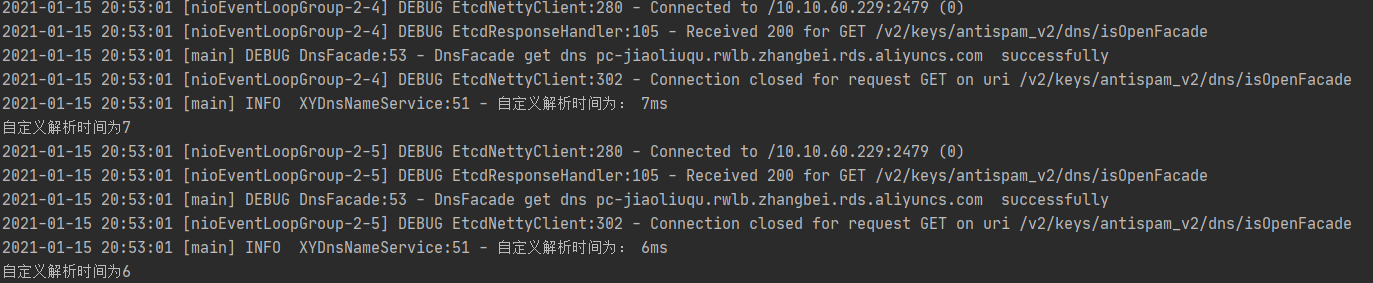 2021-01-15 20:53:01 [nioEventLoopGroup-2-4] DEBUG EtcdNettyClient:280 - Connected to /10.10.60.229:2479 (0)
2021-01-15 20:53:01 [nioEventLoopGroup-2-4] DEBUG EtcdResponseHandler:105 - Received 200 for GET /v2/keys/antispam_v2/dns/isOpenFacade
2021-01-15 20:53:01 [main] DEBUG DnsFacade:53 - DnsFacade get dns pc-jiaoliuqu.rwlb.zhangbei.rds.aliyuncs.com  successfully
2021-01-15 20:53:01 [nioEventLoopGroup-2-4] DEBUG EtcdNettyClient:302 - Connection closed for request GET on uri /v2/keys/antispam_v2/dns/isOpenFacade
2021-01-15 20:53:01 [main] INFO  XYDnsNameService:51 - 自定义解析时间为： 7ms
自定义解析时间为7
2021-01-15 20:53:01 [nioEventLoopGroup-2-5] DEBUG EtcdNettyClient:280 - Connected to /10.10.60.229:2479 (0)
2021-01-15 20:53:01 [nioEventLoopGroup-2-5] DEBUG EtcdResponseHandler:105 - Received 200 for GET /v2/keys/antispam_v2/dns/isOpenFacade
2021-01-15 20:53:01 [main] DEBUG DnsFacade:53 - DnsFacade get dns pc-jiaoliuqu.rwlb.zhangbei.rds.aliyuncs.com  successfully
2021-01-15 20:53:01 [nioEventLoopGroup-2-5] DEBUG EtcdNettyClient:302 - Connection closed for request GET on uri /v2/keys/antispam_v2/dns/isOpenFacade
2021-01-15 20:53:01 [main] INFO  XYDnsNameService:51 - 自定义解析时间为： 6ms
自定义解析时间为6